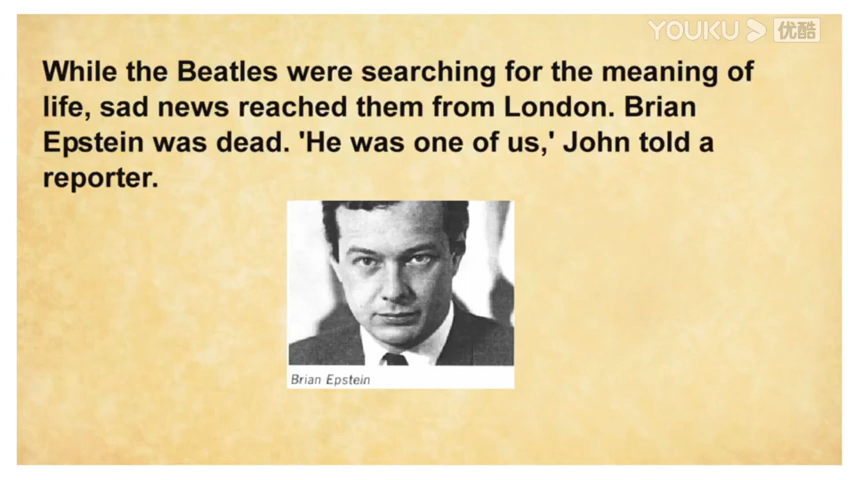 YOUKU 优酷
While the Beatles were searching for the meaning of
life, sad news reached them from London. Brian
Epstein was dead. 'He was one of us,' John told a
reporter.
Brian Epstein